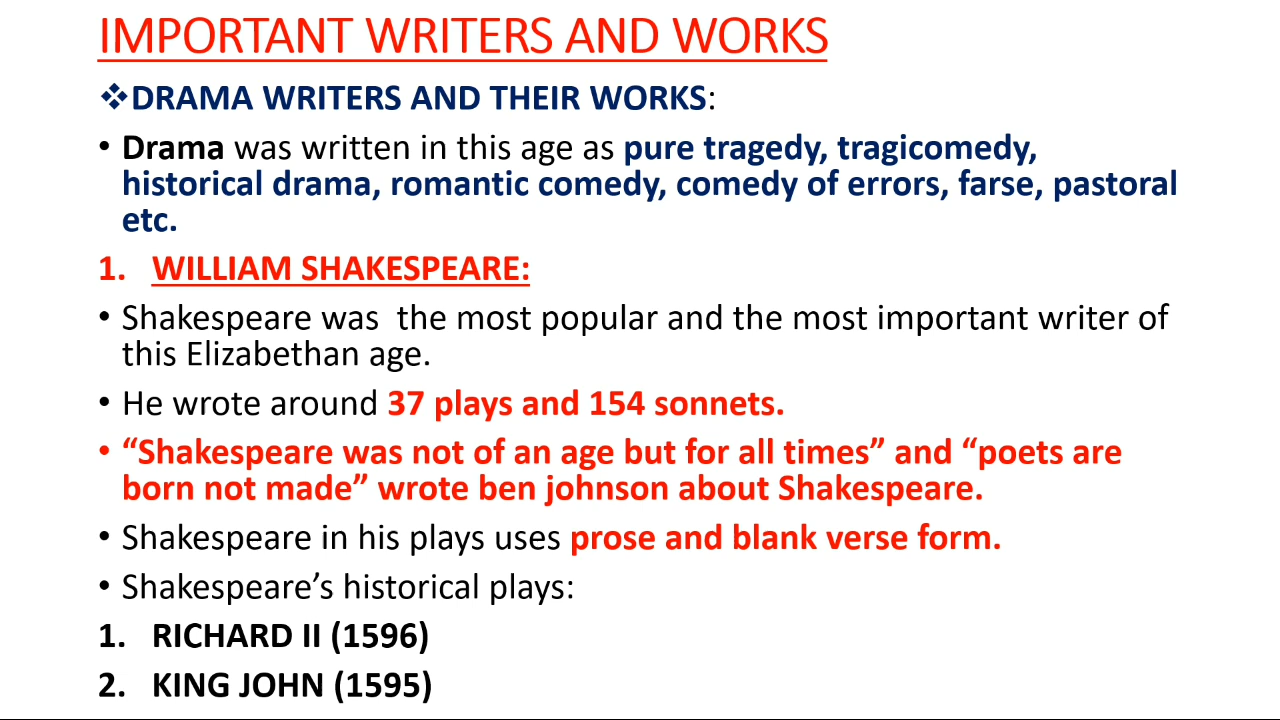 IMPORTANT WRITERS AND WORKS
❖DRAMA WRITERS AND THEIR WORKS:
• Drama was written in this age as pure tragedy, tragicomedy,
historical drama, romantic comedy, comedy of errors, farse, pastoral
etc.
1. WILLIAM SHAKESPEARE:
• Shakespeare was  the most popular and the most important writer of
this Elizabethan age.
• He wrote around 37 plays and 154 sonnets.
• “Shakespeare was not of an age but for all times” and “poets are
born not made” wrote ben johnson about Shakespeare.
• Shakespeare in his plays uses prose and blank verse form.
• Shakespeare’s historical plays:
1. RICHARD II (1596)
2. KING JOHN (1595)